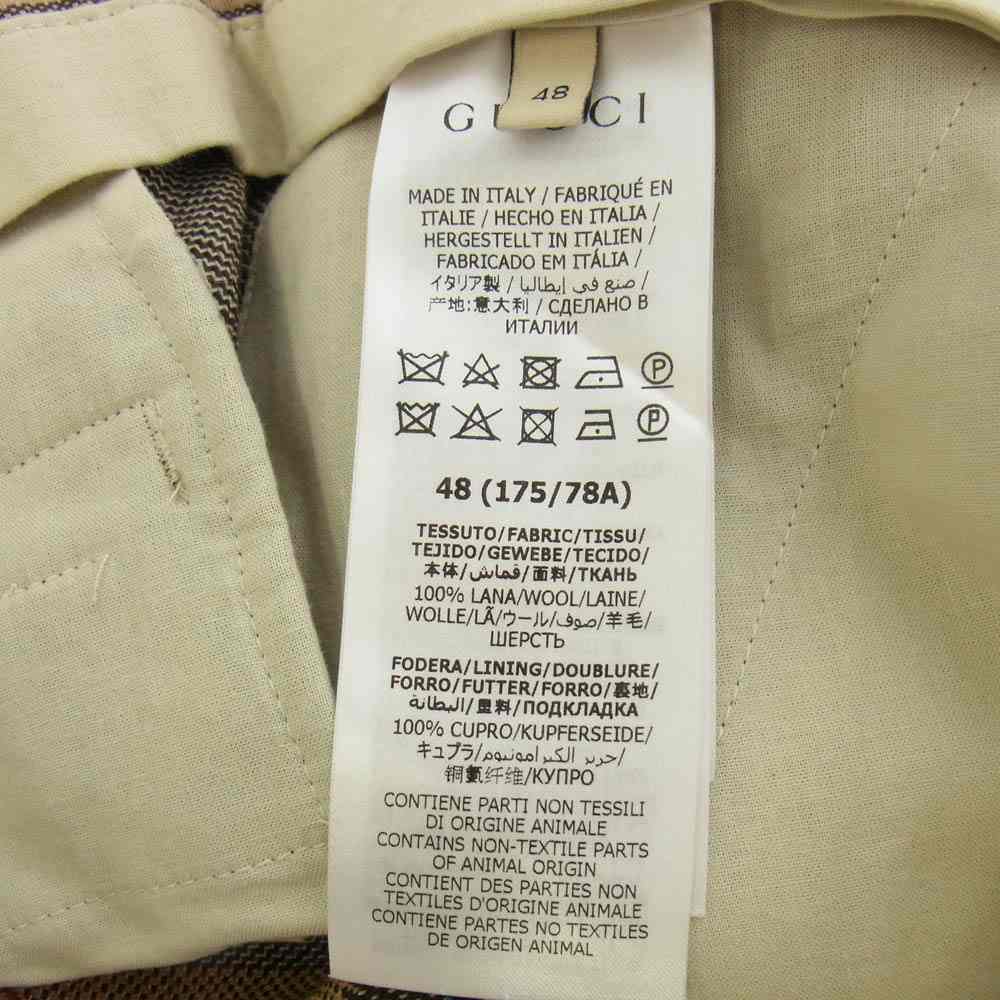 48
GUCCI
MADE IN ITALY / FABRIQUÉ EN
ITALIE / HECHO EN ITALIA /
HERGESTELLT IN ITALIEN /
FABRICADO EM ITÁLIA /
イタリア製 / صنع في إيطاليا /
产地:意大利 / СДЕЛАНО В
ИТАЛИИ
P
P
48 (175/78A)
TESSUTO/FABRIC/TISSU/
TEJIDO/GEWEBE/TECIDO/
本体/قماش/面料/ТКАНЬ
100% LANA/WOOL/LAINE/
WOLLE/LÃ/ウール/صوف/羊毛/
ШЕРСТЬ
FODERA/LINING/DOUBLURE/
FORRO/FUTTER/FORRO/裏地/
البطانة/里料/ПОДКЛАДКА
100% CUPRO/KUPFERSEIDE/
キュプラ/حرير الكبرامونيوم/
铜氨纤维/КУПРО
CONTIENE PARTI NON TESSILI
DI ORIGINE ANIMALE
CONTAINS NON-TEXTILE PARTS
OF ANIMAL ORIGIN
CONTIENT DES PARTIES NON
TEXTILES D'ORIGINE ANIMALE
CONTIENE PARTES NO TEXTILES
DE ORIGEN ANIMAL